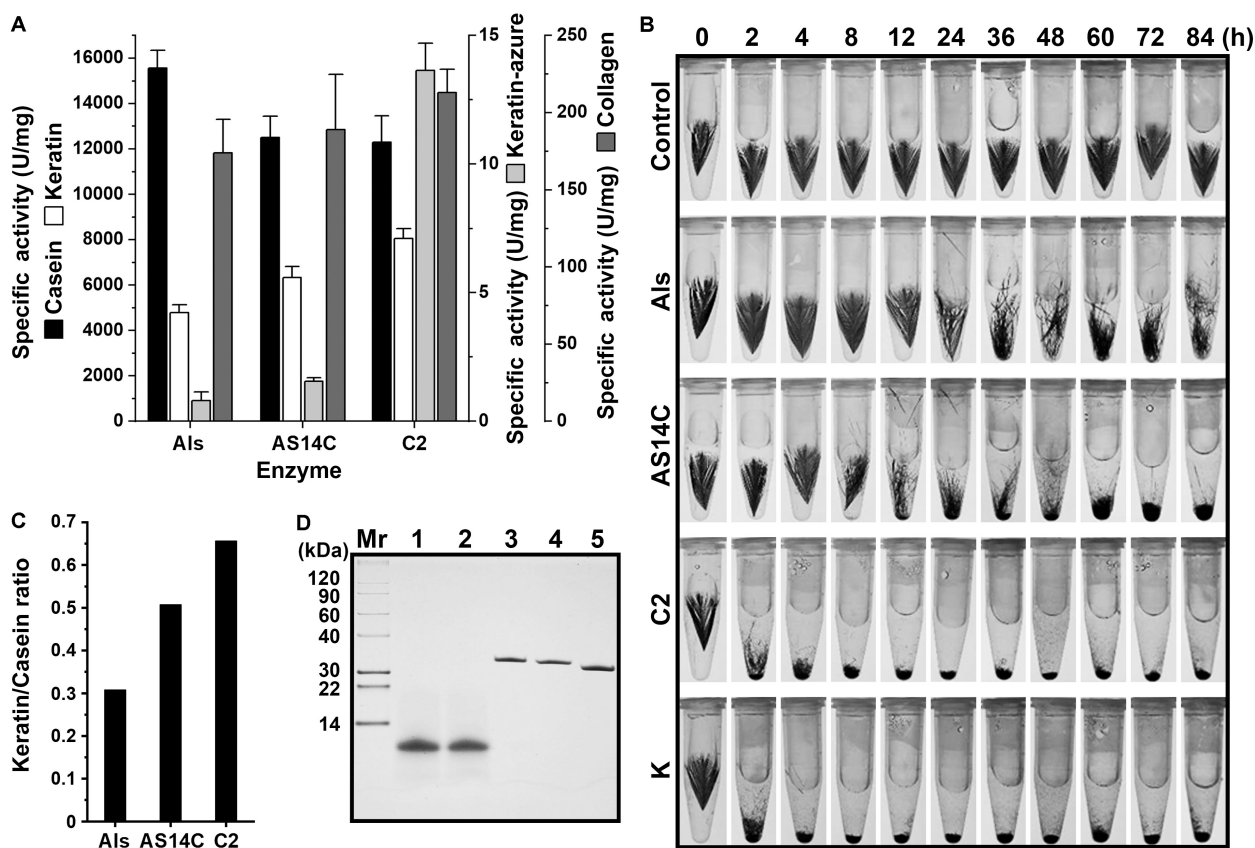 A
Specific activity (U/mg)
Casein Keratin
16000
14000
12000
10000
8000
6000
4000
2000
0
15
10
5
0
Specific activity (U/mg) Keratin-azure
250
200
150
100
50
0
Specific activity (U/mg) Collagen
Als AS14C C2
Enzyme
B
0 2 4 8 12 24 36 48 60 72 84 (h)
Control
Als
AS14C
C2
K
C
Keratin/Casein ratio
0.7
0.6
0.5
0.4
0.3
0.2
0.1
0
Als AS14C C2
D
Mr 1 2 3 4 5
(kDa)
120
90
60
40
30
22
14